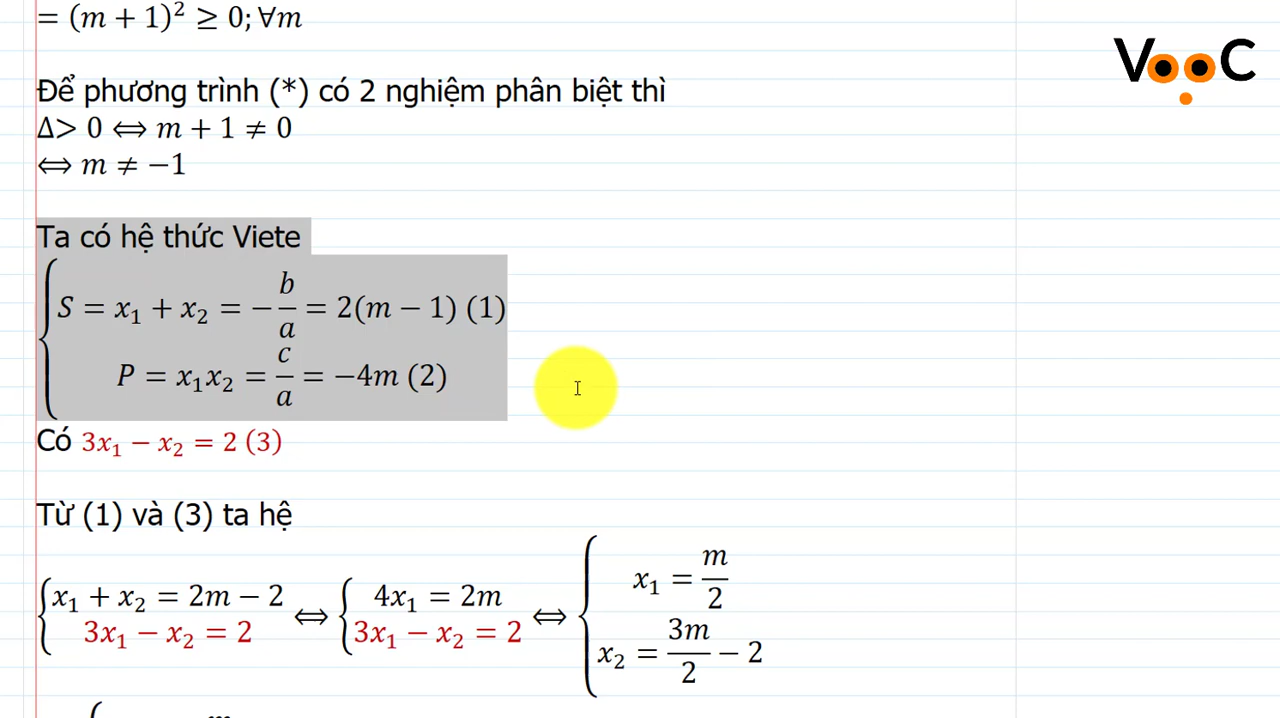 = (m + 1)² ≥ 0; ∀m
VooC
Để phương trình (*) có 2 nghiệm phân biệt thì
Δ> 0 ⟺ m + 1 ≠ 0
⟺ m ≠ −1
Ta có hệ thức Viete
{S = x₁ + x₂ = −b/a = 2(m − 1) (1)
P = x₁x₂ = c/a = −4m (2)
Có 3x₁ − x₂ = 2 (3)
Từ (1) và (3) ta hệ
{x₁ + x₂ = 2m − 2 ⟺ {4x₁ = 2m ⟺ {x₁ = m/2
3x₁ − x₂ = 2 3x₁ − x₂ = 2 x₂ = 3m/2 − 2